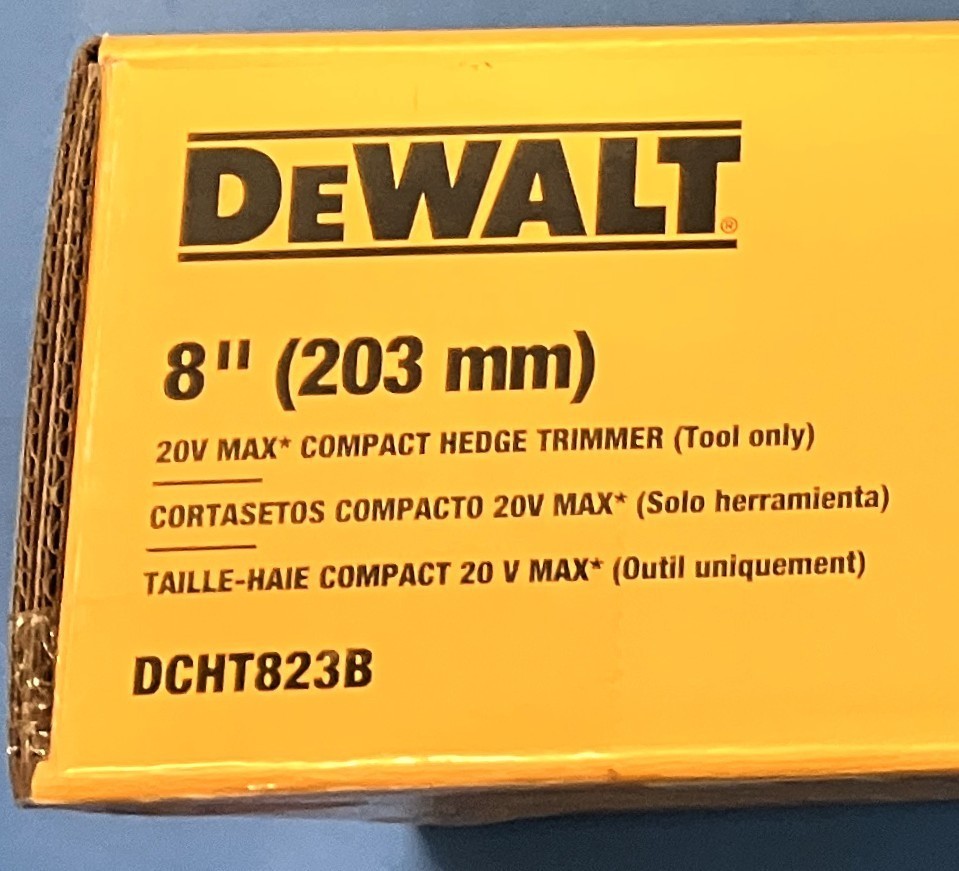 DEWALT®
8" (203 mm)
20V MAX* COMPACT HEDGE TRIMMER (Tool only)
CORTASETOS COMPACTO 20V MAX* (Solo herramienta)
TAILLE-HAIE COMPACT 20 V MAX* (Outil uniquement)
DCHT823B